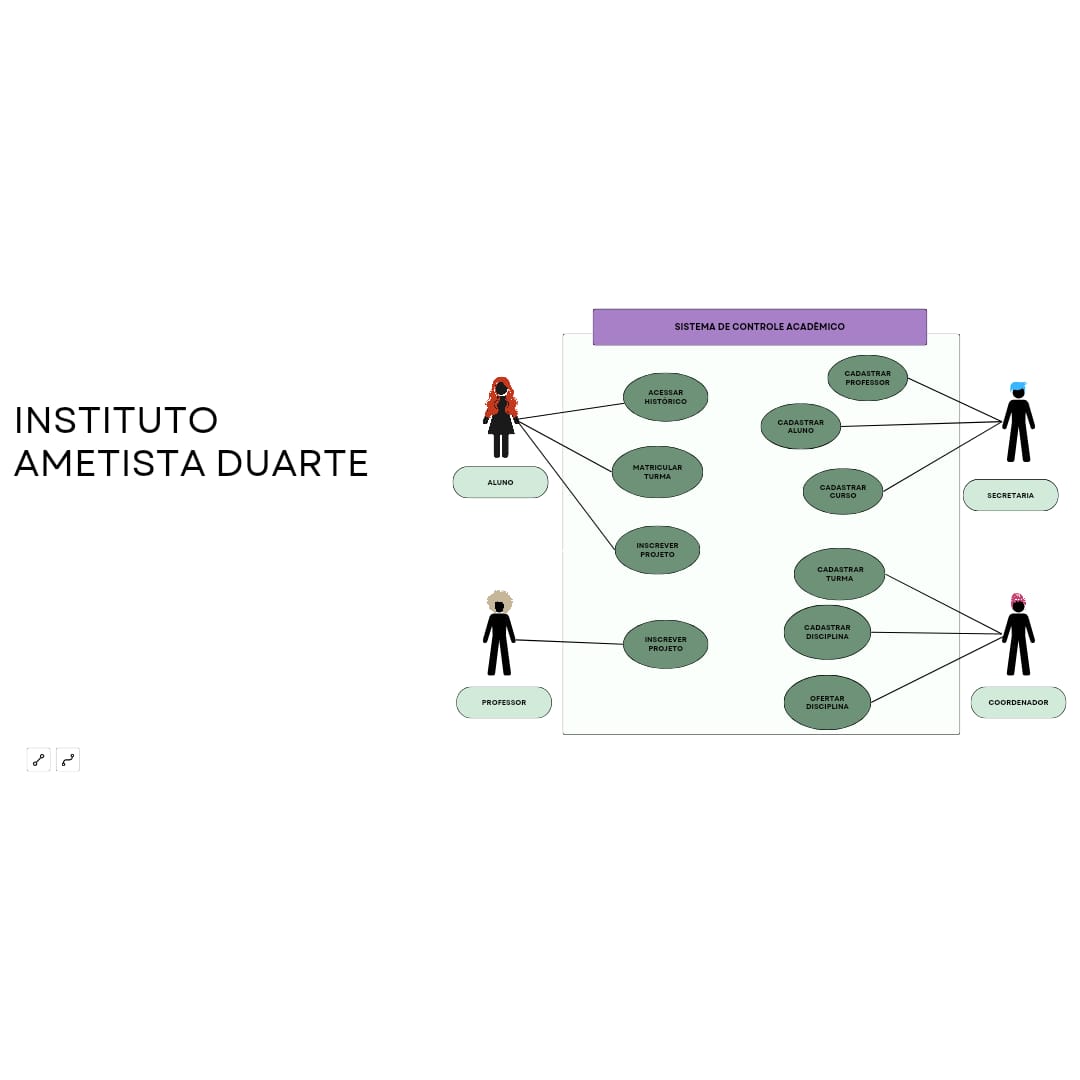 INSTITUTO
AMETISTA DUARTE
SISTEMA DE CONTROLE ACADÊMICO
ALUNO
PROFESSOR
ACESSAR
HISTÓRICO
MATRICULAR
TURMA
INSCREVER
PROJETO
INSCREVER
PROJETO
CADASTRAR
PROFESSOR
CADASTRAR
ALUNO
CADASTRAR
CURSO
CADASTRAR
TURMA
CADASTRAR
DISCIPLINA
OFERTAR
DISCIPLINA
SECRETARIA
COORDENADOR